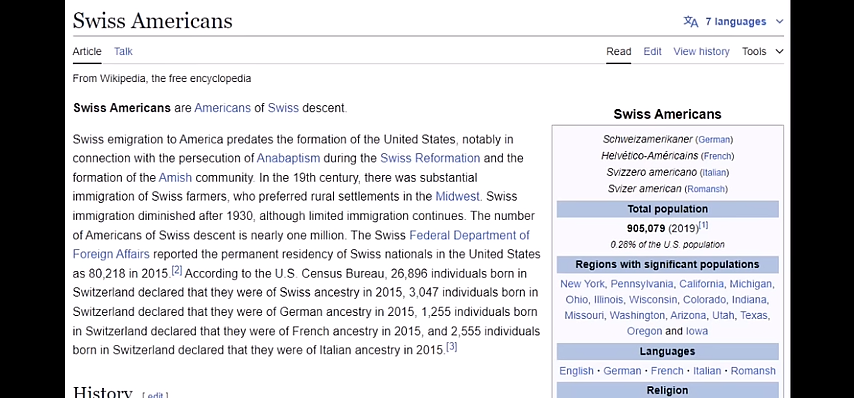 Swiss Americans
7 languages
Article Talk
Read Edit View history Tools
From Wikipedia, the free encyclopedia
Swiss Americans are Americans of Swiss descent.
Swiss emigration to America predates the formation of the United States, notably in
connection with the persecution of Anabaptism during the Swiss Reformation and the
formation of the Amish community. In the 19th century, there was substantial
immigration of Swiss farmers, who preferred rural settlements in the Midwest. Swiss
immigration diminished after 1930, although limited immigration continues. The number
of Americans of Swiss descent is nearly one million. The Swiss Federal Department of
Foreign Affairs reported the permanent residency of Swiss nationals in the United States
as 80,218 in 2015.[2] According to the U.S. Census Bureau, 26,896 individuals born in
Switzerland declared that they were of Swiss ancestry in 2015, 3,047 individuals born in
Switzerland declared that they were of German ancestry in 2015, 1,255 individuals born
in Switzerland declared that they were of French ancestry in 2015, and 2,555 individuals
born in Switzerland declared that they were of Italian ancestry in 2015.[3]
History [ edit ]
Swiss Americans
Schweizamerikaner (German)
Helvético-Américains (French)
Svizzero americano (Italian)
Svizer american (Romansh)
Total population
905,079 (2019)[1]
0.28% of the U.S. population
Regions with significant populations
New York, Pennsylvania, California, Michigan,
Ohio, Illinois, Wisconsin, Colorado, Indiana,
Missouri, Washington, Arizona, Utah, Texas,
Oregon and Iowa
Languages
English · German · French · Italian · Romansh
Religion